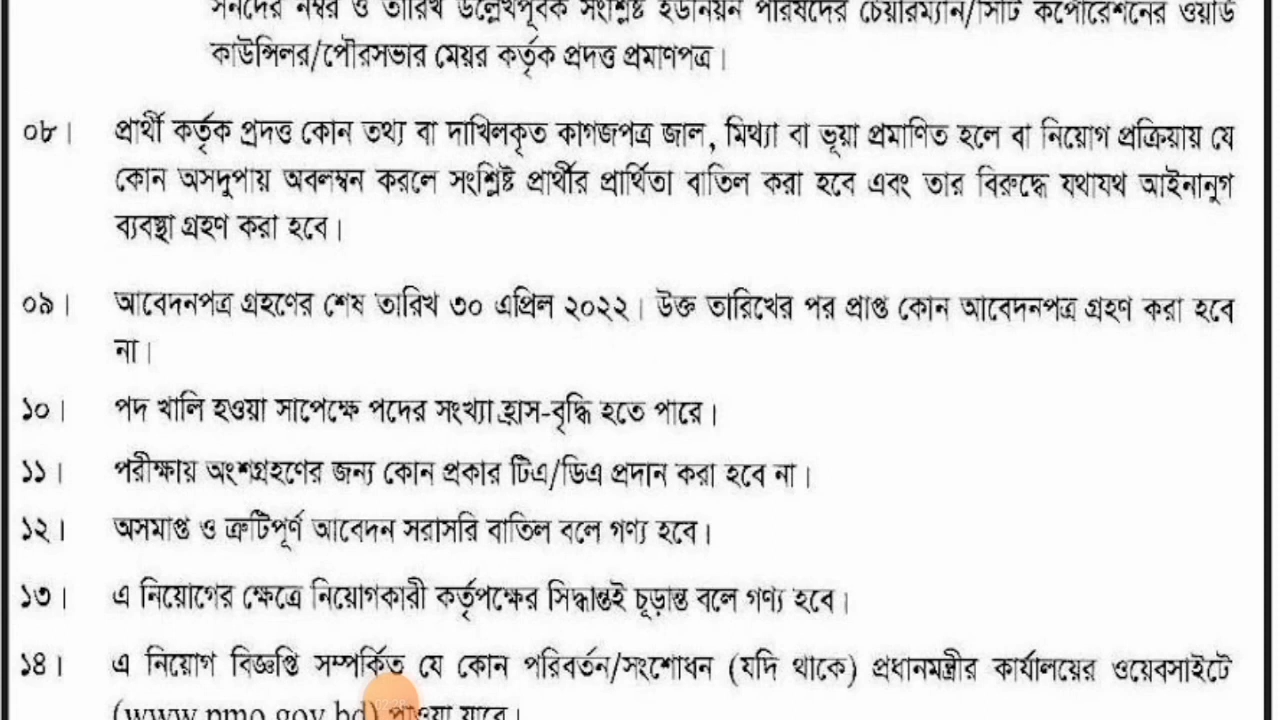 সনদের নম্বর ও তারিখ উল্লেখপূর্বক সংশ্লিষ্ট ইউনিয়ন পরিষদের চেয়ারম্যান/সিটি কর্পোরেশনের ওয়ার্ড
কাউন্সিলর/পৌরসভার মেয়র কর্তৃক প্রদত্ত প্রমাণপত্র।
০৮। প্রার্থী কর্তৃক প্রদত্ত কোন তথ্য বা দাখিলকৃত কাগজপত্র জাল, মিথ্যা বা ভূয়া প্রমাণিত হলে বা নিয়োগ প্রক্রিয়ায় যে
কোন অসদুপায় অবলম্বন করলে সংশ্লিষ্ট প্রার্থীর প্রার্থিতা বাতিল করা হবে এবং তার বিরুদ্ধে যথাযথ আইনানুগ
ব্যবস্থা গ্রহণ করা হবে।
০৯। আবেদনপত্র গ্রহণের শেষ তারিখ ৩০ এপ্রিল ২০২২। উক্ত তারিখের পর প্রাপ্ত কোন আবেদনপত্র গ্রহণ করা হবে
না।
১০। পদ খালি হওয়া সাপেক্ষে পদের সংখ্যা হ্রাস-বৃদ্ধি হতে পারে।
১১। পরীক্ষায় অংশগ্রহণের জন্য কোন প্রকার টিএ/ডিএ প্রদান করা হবে না।
১২। অসমাপ্ত ও ত্রুটিপূর্ণ আবেদন সরাসরি বাতিল বলে গণ্য হবে।
১৩। এ নিয়োগের ক্ষেত্রে নিয়োগকারী কর্তৃপক্ষের সিদ্ধান্তই চূড়ান্ত বলে গণ্য হবে।
১৪। এ নিয়োগ বিজ্ঞপ্তি সম্পর্কিত যে কোন পরিবর্তন/সংশোধন (যদি থাকে) প্রধানমন্ত্রীর কার্যালয়ের ওয়েবসাইটে
(www.pmo.gov.bd) পাওয়া যাবে।